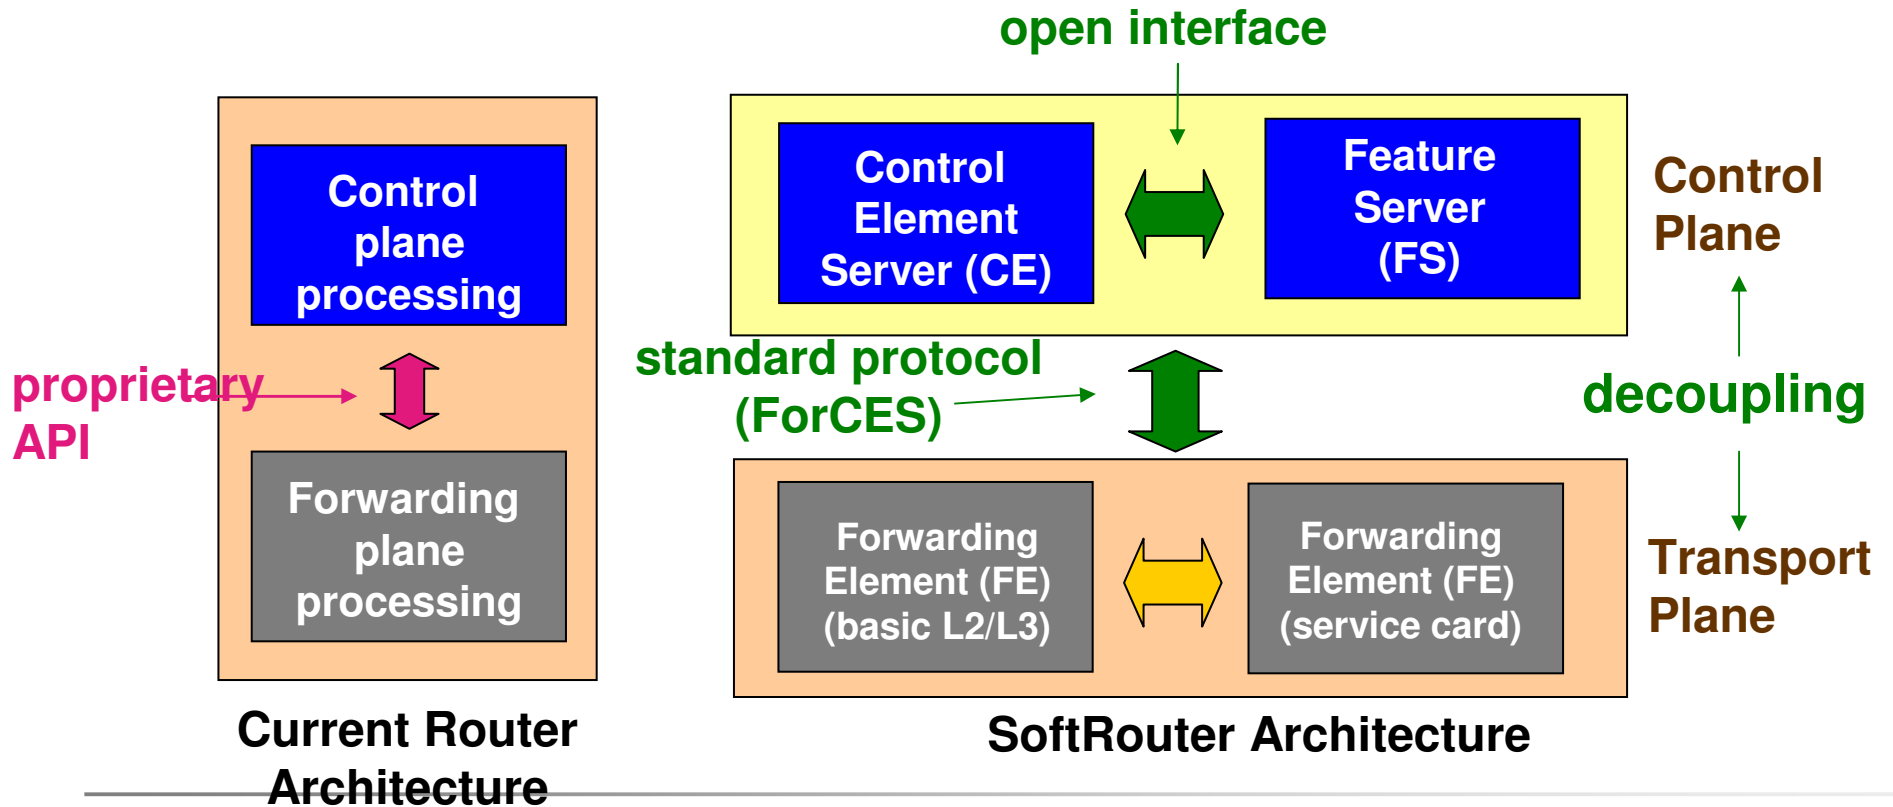 open interface
Control
plane
processing
proprietary
API
Forwarding
plane
processing
Current Router
Architecture
Control
Element
Server (CE)
Feature
Server
(FS)
standard protocol
(ForCES)
Forwarding
Element (FE)
(basic L2/L3)
Forwarding
Element (FE)
(service card)
SoftRouter Architecture
Control
Plane
decoupling
Transport
Plane